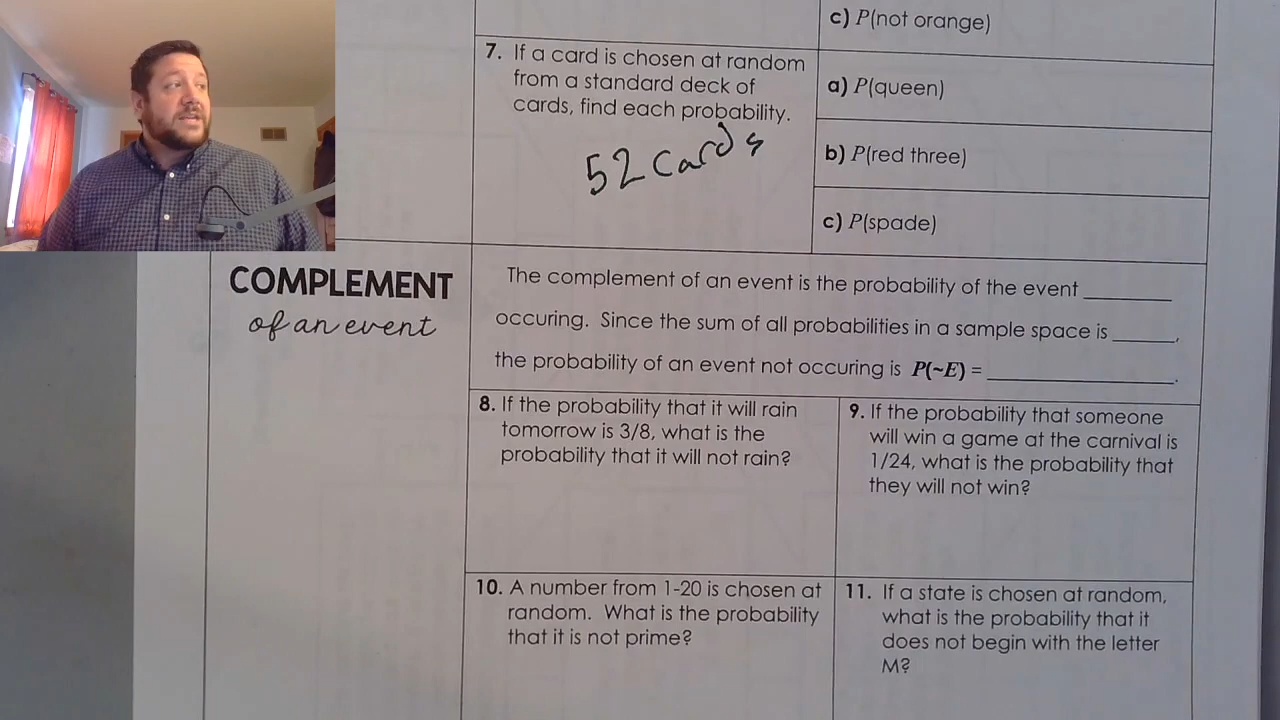 c) P(not orange)
7. If a card is chosen at random
from a standard deck of
cards, find each probability.
52 cards
a) P(queen)
b) P(red three)
c) P(spade)
COMPLEMENT
of an event
The complement of an event is the probability of the event ________
occuring. Since the sum of all probabilities in a sample space is ______,
the probability of an event not occuring is P(~E) = _________________.
8. If the probability that it will rain
tomorrow is 3/8, what is the
probability that it will not rain?
9. If the probability that someone
will win a game at the carnival is
1/24, what is the probability that
they will not win?
10. A number from 1-20 is chosen at
random. What is the probability
that it is not prime?
11. If a state is chosen at random,
what is the probability that it
does not begin with the letter
M?